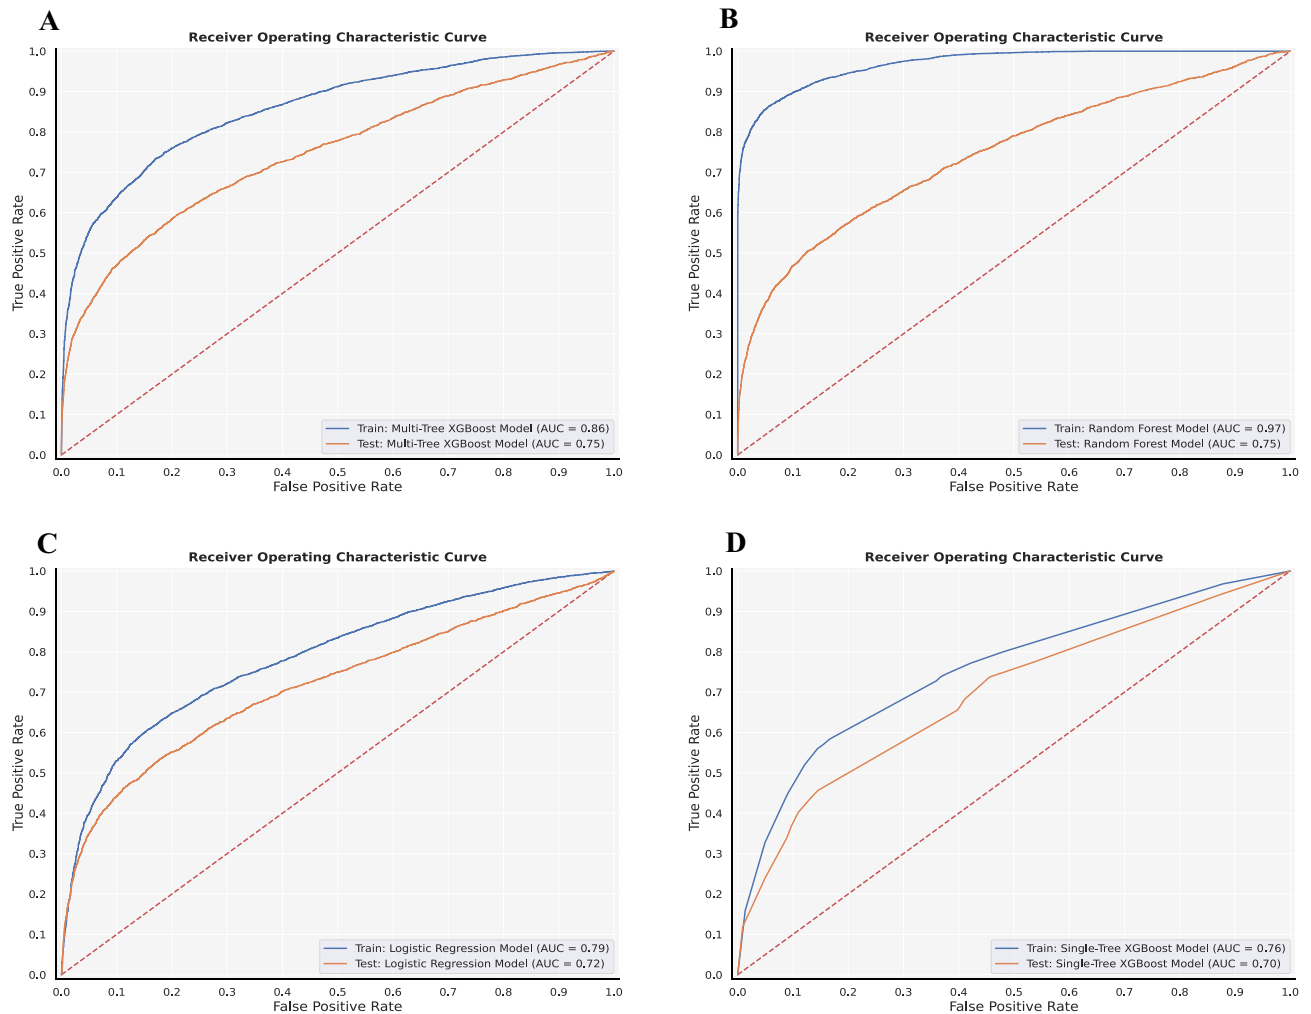 A
Receiver Operating Characteristic Curve
True Positive Rate
1.0
0.9
0.8
0.7
0.6
0.5
0.4
0.3
0.2
0.1
0.0
Train: Multi-Tree XGBoost Model (AUC = 0.86)
Test: Multi-Tree XGBoost Model (AUC = 0.75)
0.0 0.1 0.2 0.3 0.4 0.5 0.6 0.7 0.8 0.9 1.0
False Positive Rate
B
Receiver Operating Characteristic Curve
True Positive Rate
1.0
0.9
0.8
0.7
0.6
0.5
0.4
0.3
0.2
0.1
0.0
Train: Random Forest Model (AUC = 0.97)
Test: Random Forest Model (AUC = 0.75)
0.0 0.1 0.2 0.3 0.4 0.5 0.6 0.7 0.8 0.9 1.0
False Positive Rate
C
Receiver Operating Characteristic Curve
True Positive Rate
1.0
0.9
0.8
0.7
0.6
0.5
0.4
0.3
0.2
0.1
0.0
Train: Logistic Regression Model (AUC = 0.79)
Test: Logistic Regression Model (AUC = 0.72)
0.0 0.1 0.2 0.3 0.4 0.5 0.6 0.7 0.8 0.9 1.0
False Positive Rate
D
Receiver Operating Characteristic Curve
True Positive Rate
1.0
0.9
0.8
0.7
0.6
0.5
0.4
0.3
0.2
0.1
0.0
Train: Single-Tree XGBoost Model (AUC = 0.76)
Test: Single-Tree XGBoost Model (AUC = 0.70)
0.0 0.1 0.2 0.3 0.4 0.5 0.6 0.7 0.8 0.9 1.0
False Positive Rate